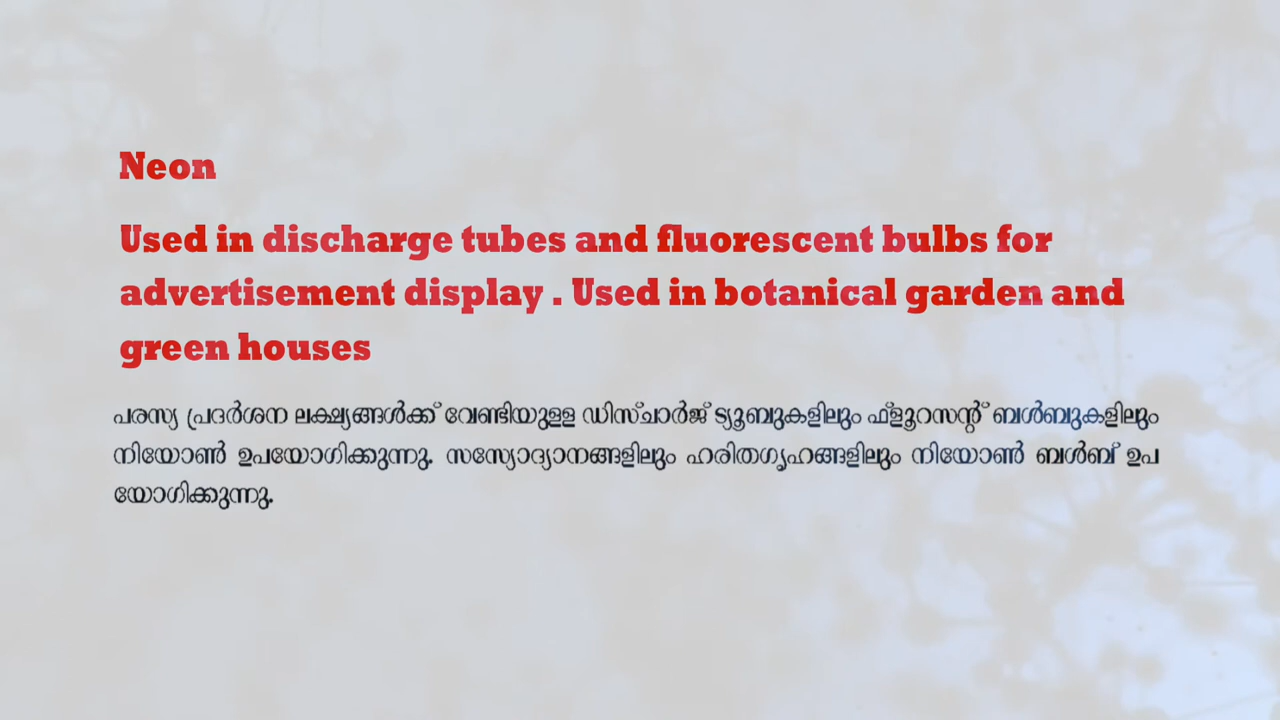 Neon
Used in discharge tubes and fluorescent bulbs for
advertisement display . Used in botanical garden and
green houses
പരസ്യ പ്രദർശന ലക്ഷ്യങ്ങൾക്ക് വേണ്ടിയുളള ഡിസ്ചാർജ് ട്യൂബുകളിലും ഫ്ളൂറസന്റ് ബൾബുകളിലും
നിയോൺ ഉപയോഗിക്കുന്നു. സസ്യോദ്യാനങ്ങളിലും ഹരിതഗൃഹങ്ങളിലും നിയോൺ ബൾബ് ഉപ
യോഗിക്കുന്നു.